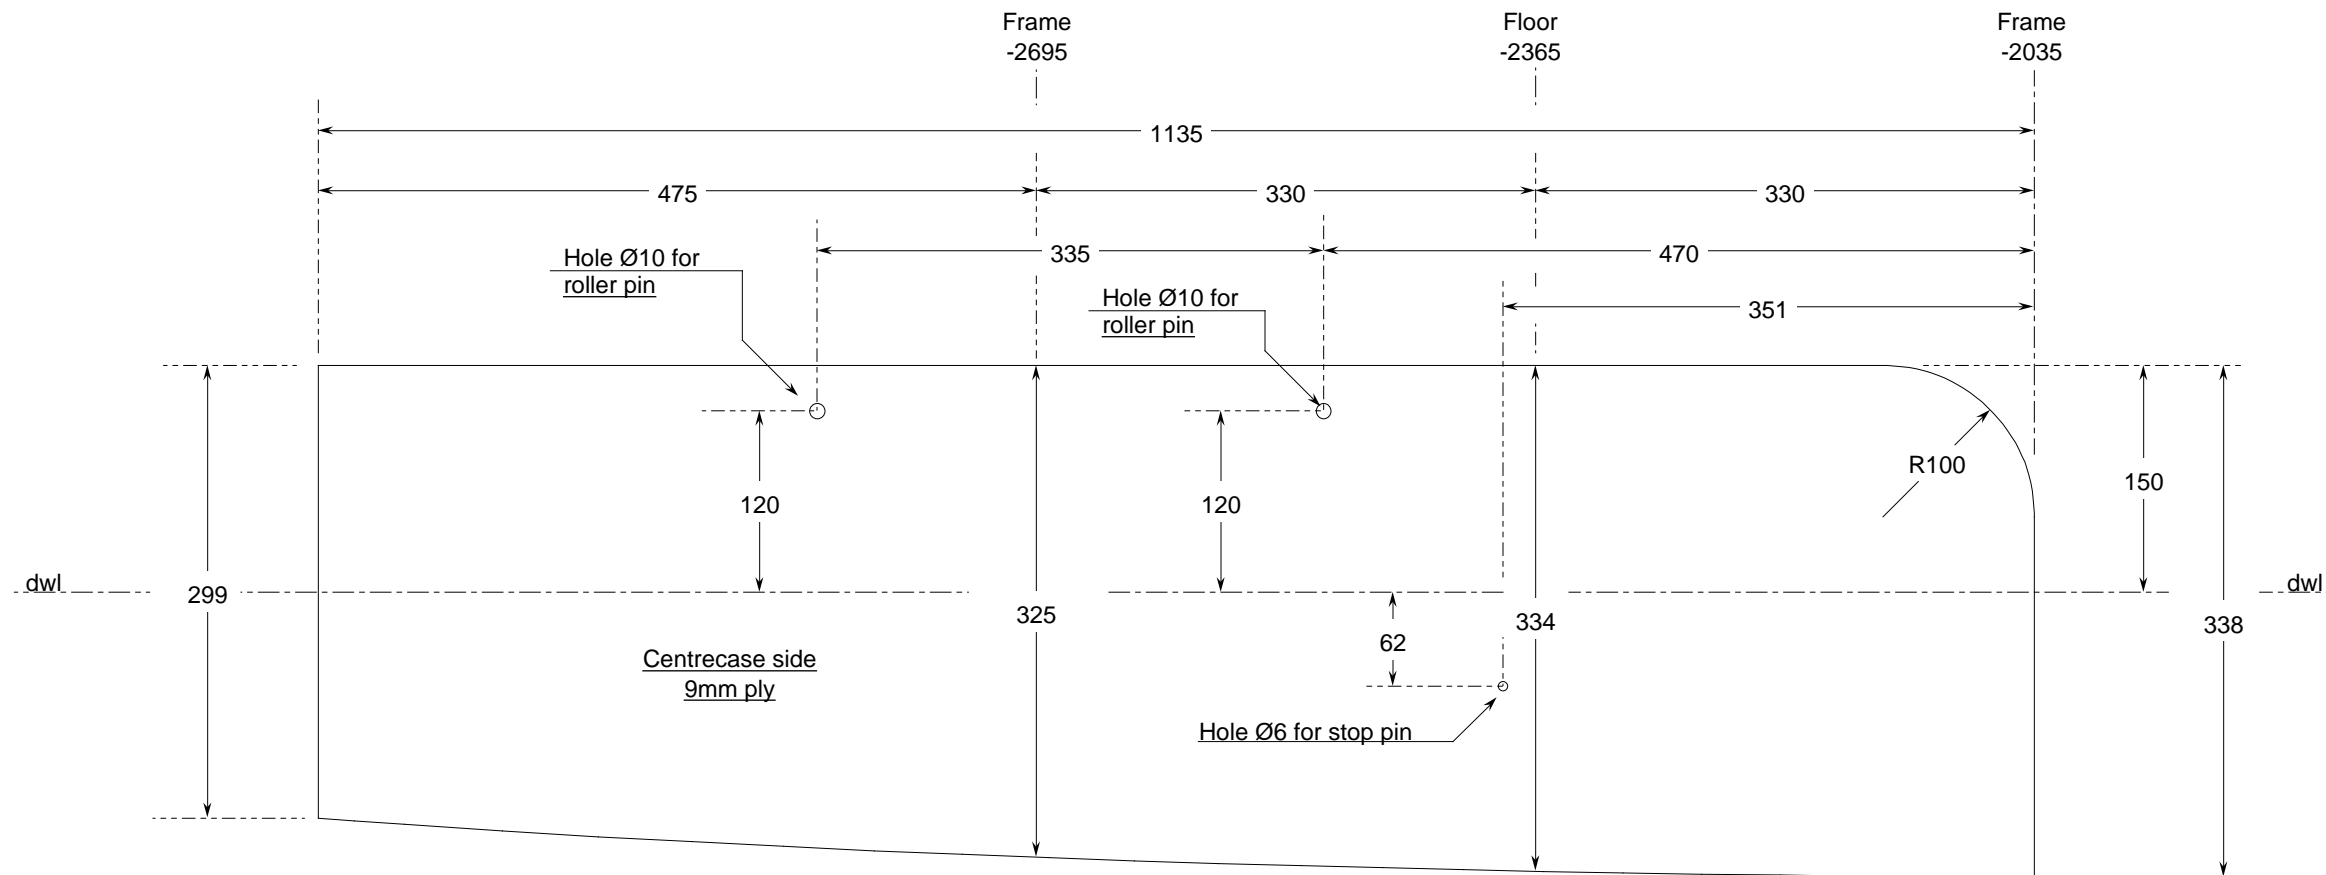 Frame
-2695
Floor
-2365
Frame
-2035
1135
475
330
330
335
470
Hole Ø10 for
roller pin
Hole Ø10 for
roller pin
351
R100
150
120
120
dwl
dwl
299
325
334
338
62
Centrecase side
9mm ply
Hole Ø6 for stop pin